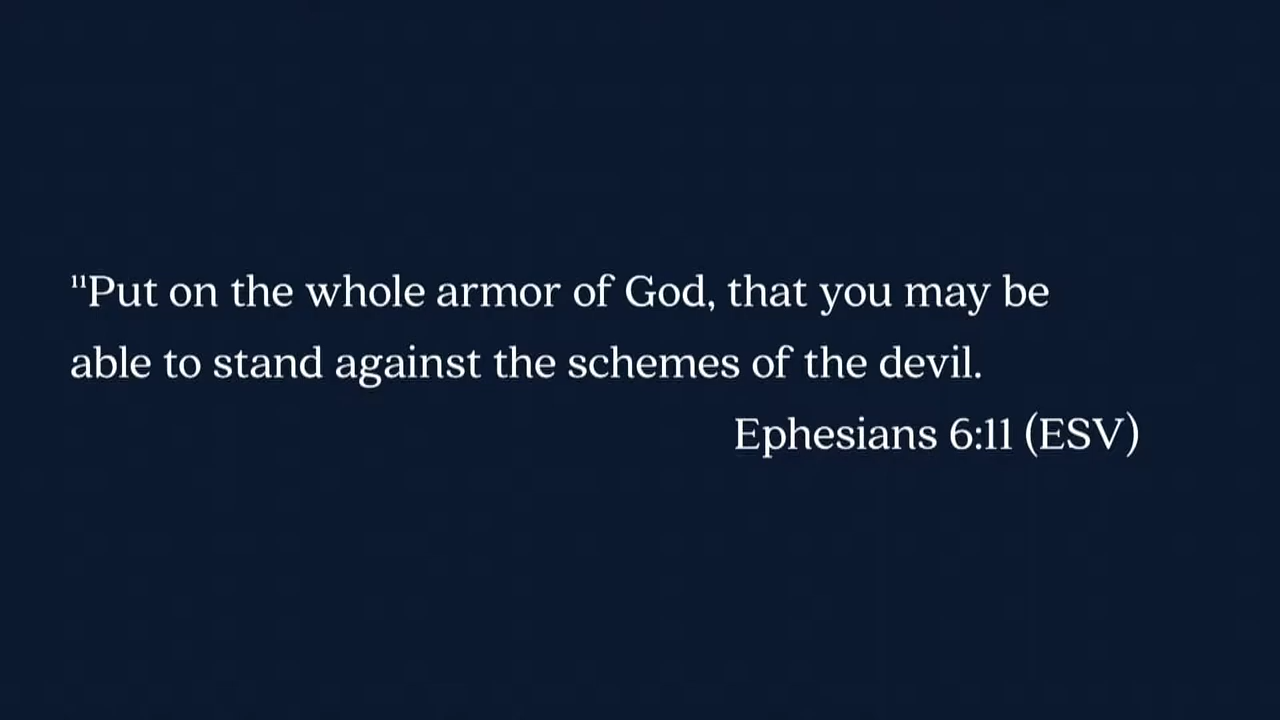 ¹¹Put on the whole armor of God, that you may be
able to stand against the schemes of the devil.
Ephesians 6:11 (ESV)